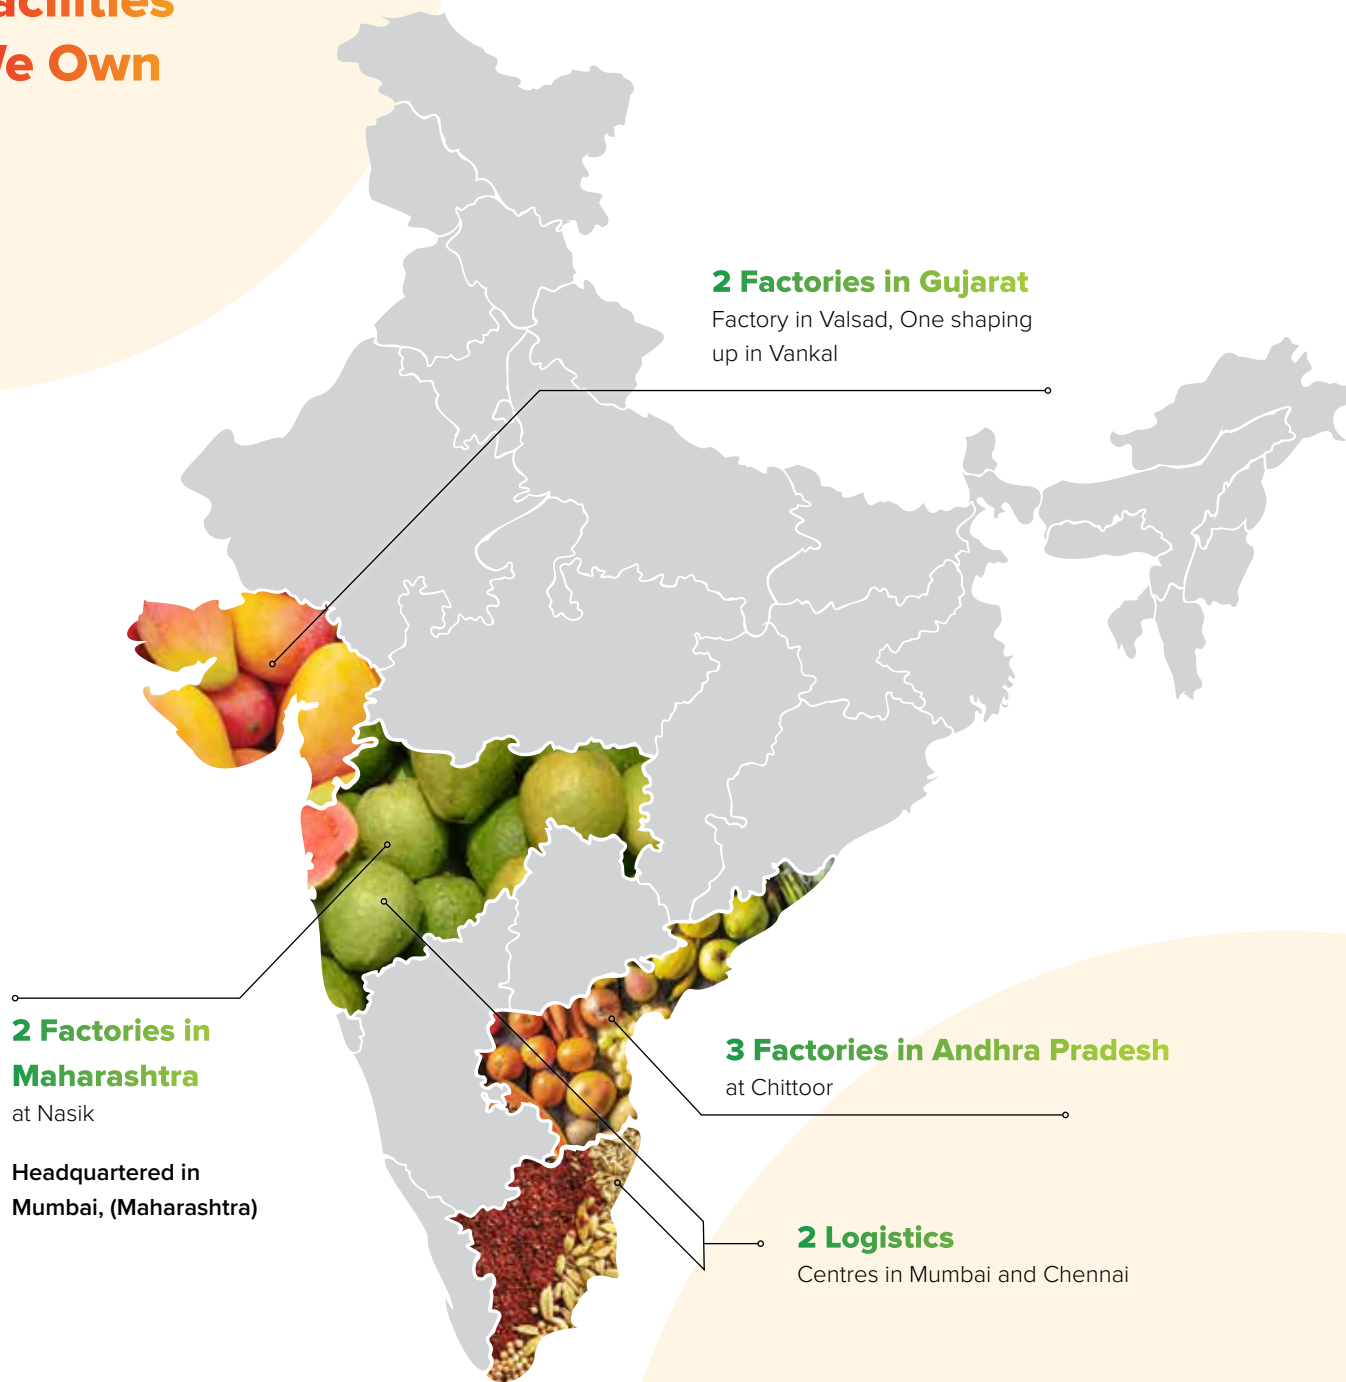 We Own
2 Factories in Gujarat
Factory in Valsad, One shaping
up in Vankal
2 Factories in
Maharashtra
at Nasik
Headquartered in
Mumbai, (Maharashtra)
3 Factories in Andhra Pradesh
at Chittoor
2 Logistics
Centres in Mumbai and Chennai